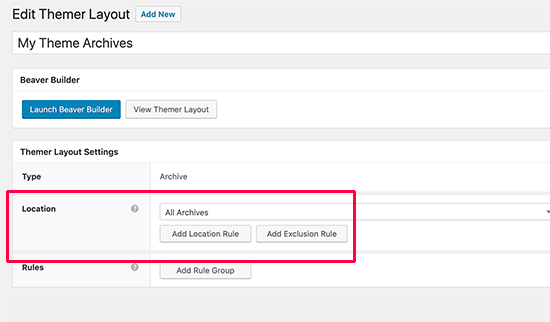 Edit Themer Layout Add New
My Theme Archives
Beaver Builder
Launch Beaver Builder View Themer Layout
Themer Layout Settings
Type Archive
Location ? All Archives
Add Location Rule Add Exclusion Rule
Rules ? Add Rule Group